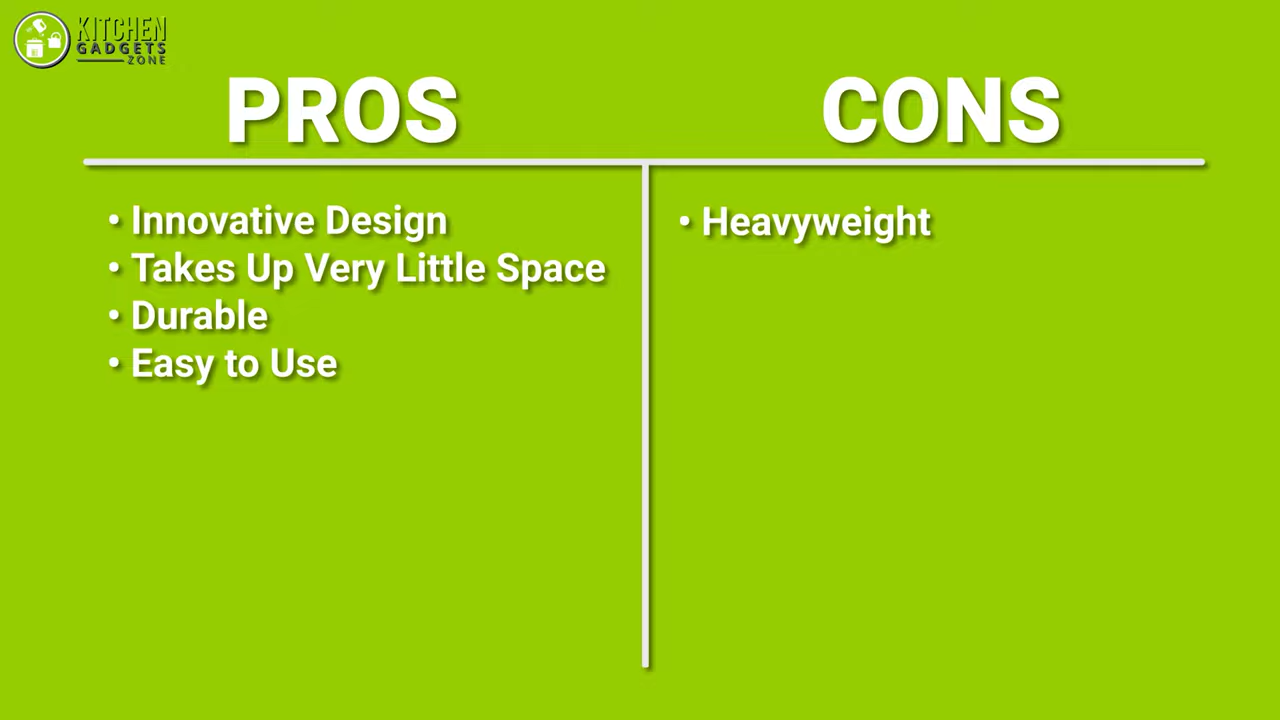 KITCHEN
GADGETS
ZONE
PROS
CONS
• Innovative Design
• Takes Up Very Little Space
• Durable
• Easy to Use
• Heavyweight